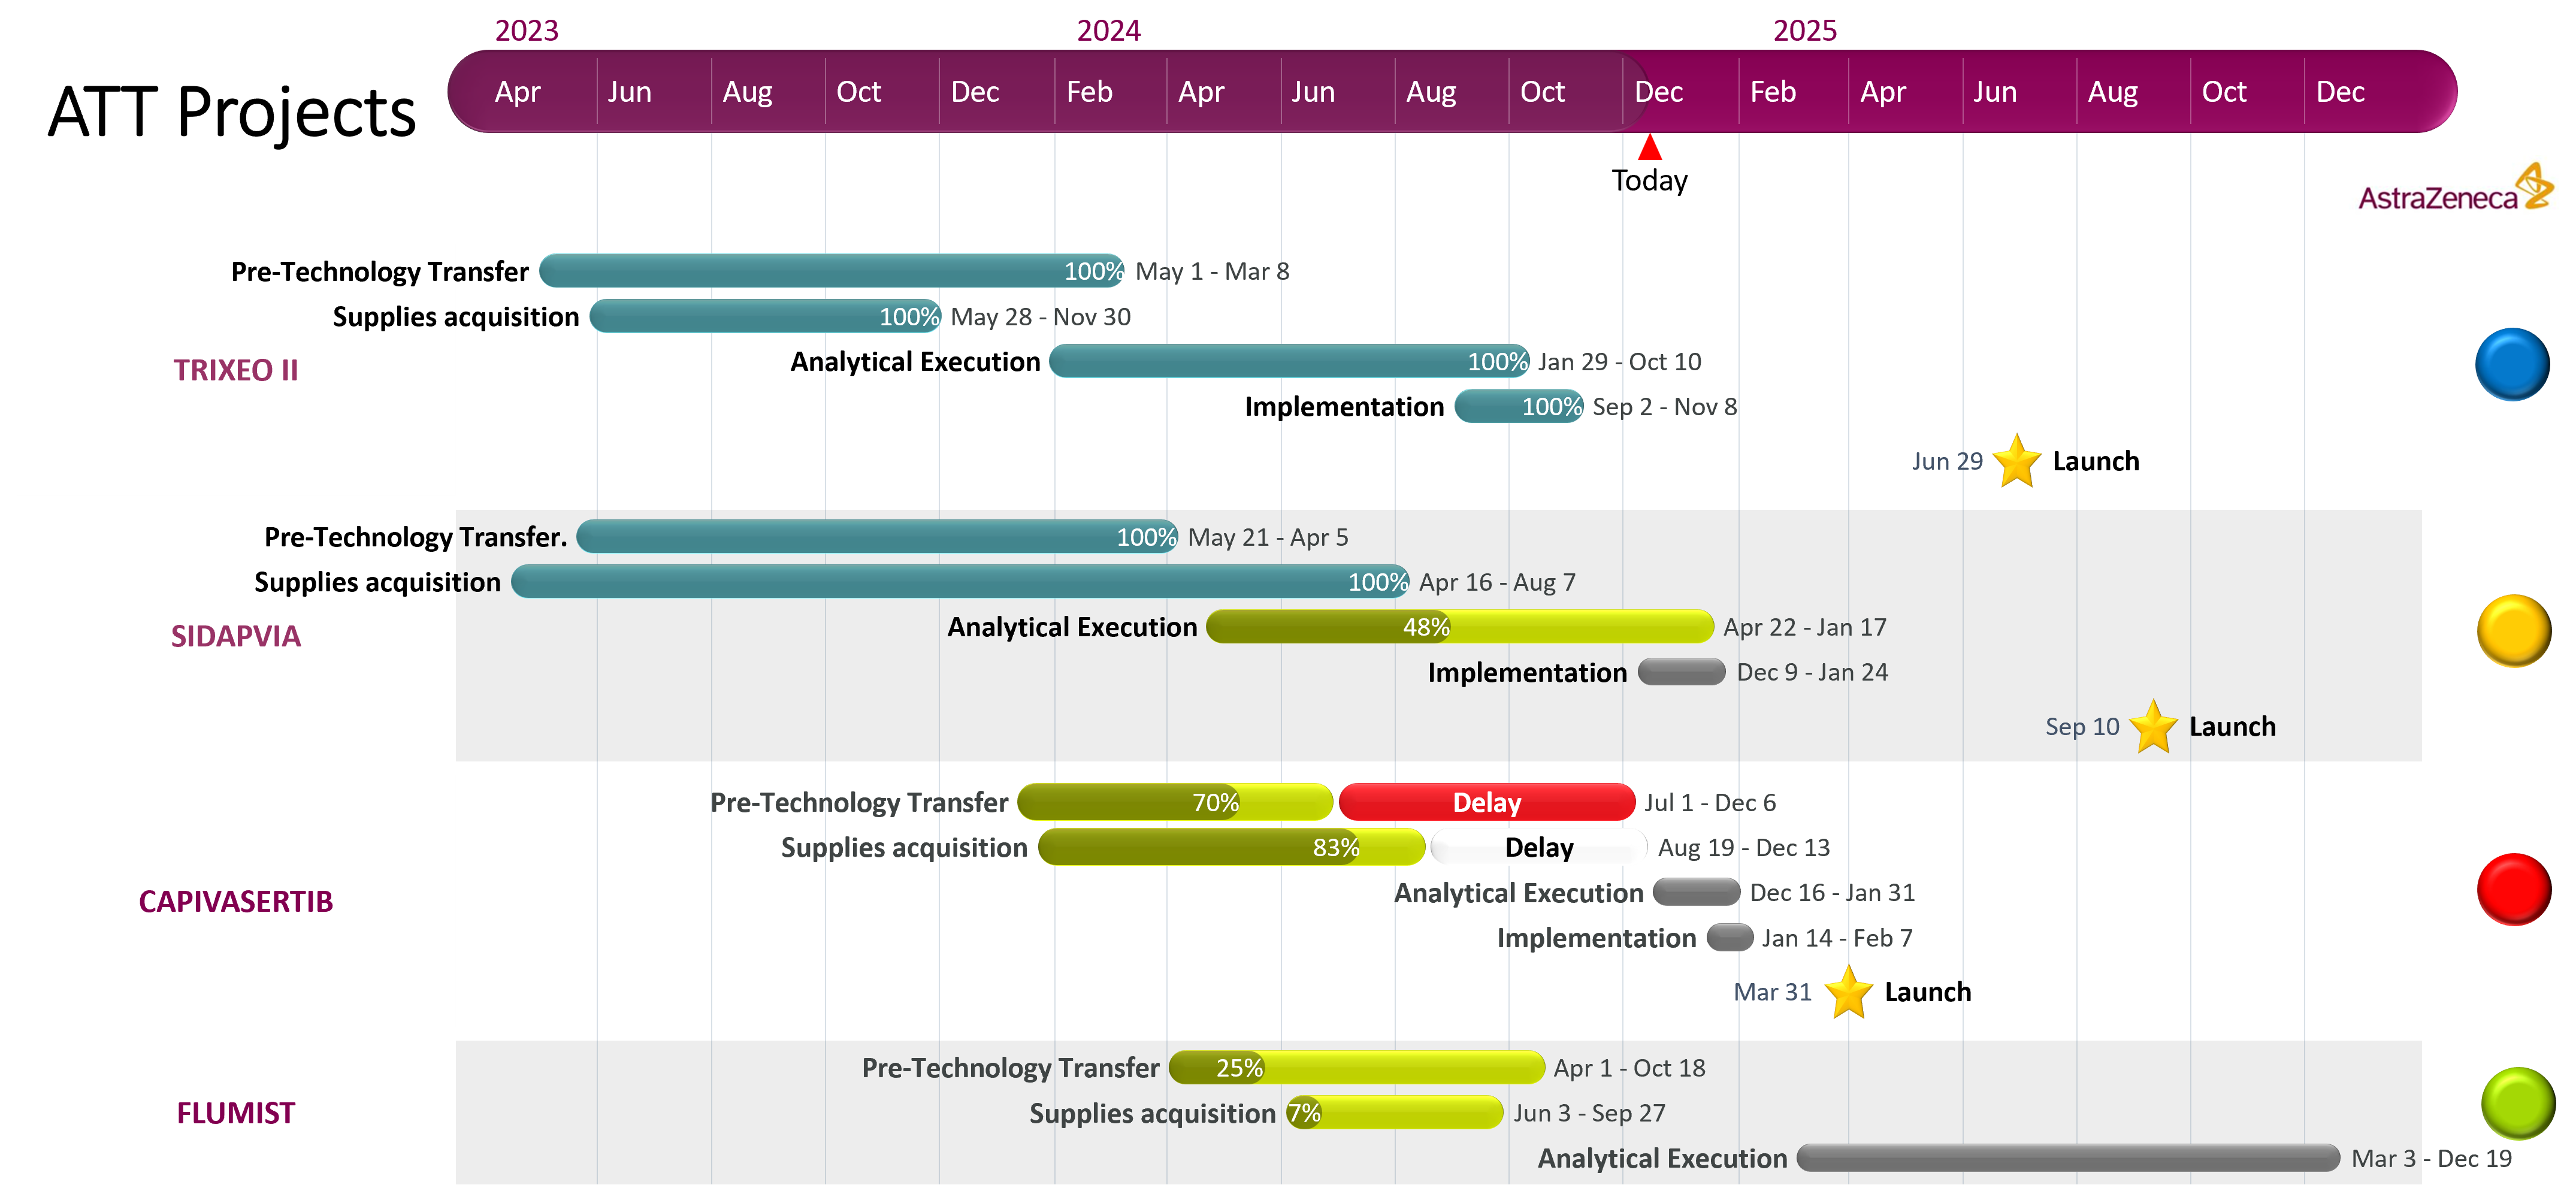 2023 2024 2025
ATT Projects
Apr Jun Aug Oct Dec Feb Apr Jun Aug Oct Dec Feb Apr Jun Aug Oct Dec
Today
AstraZeneca
Pre-Technology Transfer 100% May 1 - Mar 8
Supplies acquisition 100% May 28 - Nov 30
TRIXEO II
Analytical Execution 100% Jan 29 - Oct 10
Implementation 100% Sep 2 - Nov 8
Jun 29 Launch
Pre-Technology Transfer. 100% May 21 - Apr 5
Supplies acquisition 100% Apr 16 - Aug 7
SIDAPVIA
Analytical Execution 48% Apr 22 - Jan 17
Implementation Dec 9 - Jan 24
Sep 10 Launch
Pre-Technology Transfer 70% Delay Jul 1 - Dec 6
Supplies acquisition 83% Delay Aug 19 - Dec 13
CAPIVASERTIB
Analytical Execution Dec 16 - Jan 31
Implementation Jan 14 - Feb 7
Mar 31 Launch
Pre-Technology Transfer 25% Apr 1 - Oct 18
FLUMIST
Supplies acquisition 7% Jun 3 - Sep 27
Analytical Execution Mar 3 - Dec 19